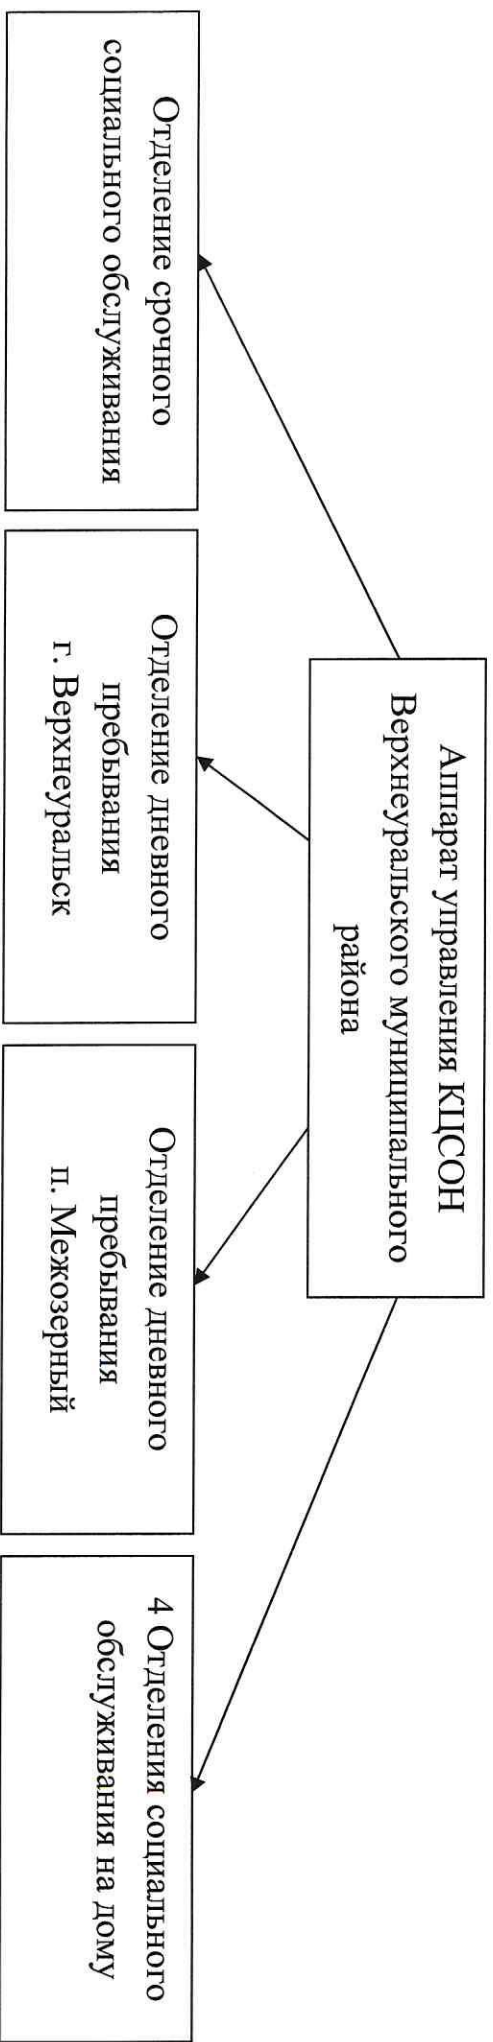 Аппарат управления КЦСОН
Верхнеуральского муниципального
района
Отделение срочного
социального обслуживания
Отделение дневного
пребывания
г. Верхнеуральск
Отделение дневного
пребывания
п. Межозерный
4 Отделения социального
обслуживания на дому